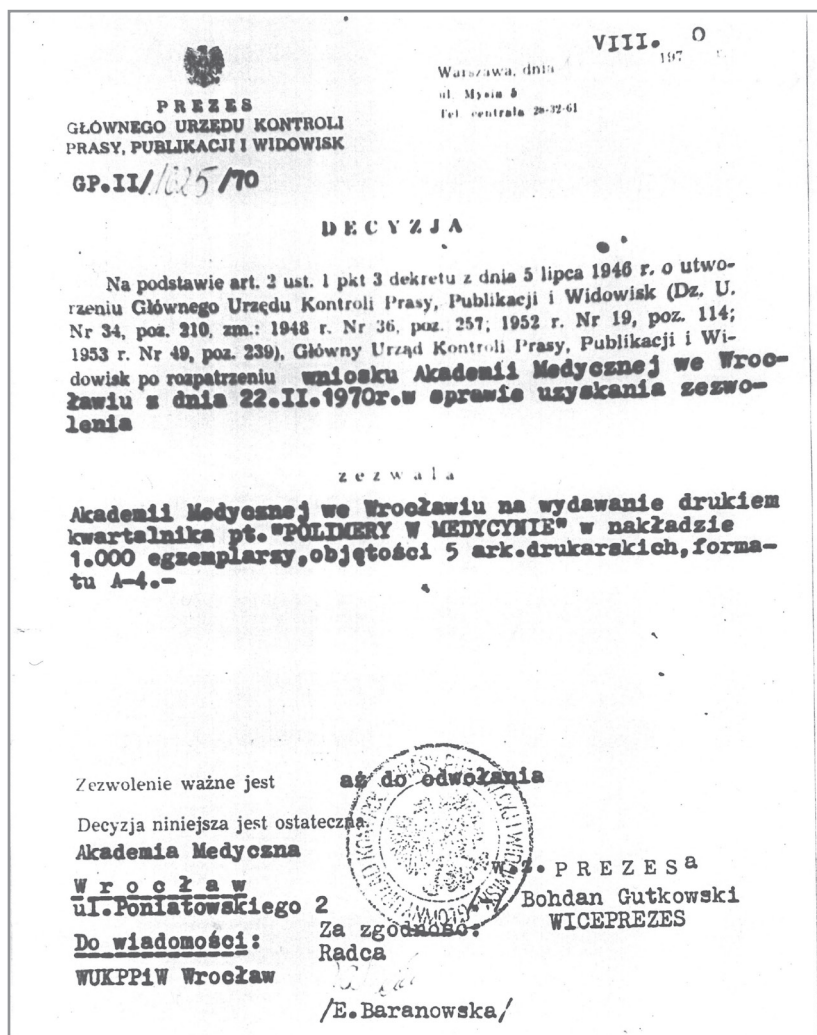 VIII. 0
197
Warszawa, dnia
ul. Mysia 5
Tel. centrala 20-32-61
PREZES
GŁÓWNEGO URZĘDU KONTROLI
PRASY, PUBLIKACJI I WIDOWISK
GP.II/1625/70
DECYZJA
Na podstawie art. 2 ust. 1 pkt 3 dekretu z dnia 5 lipca 1946 r. o utwo-
rzeniu Głównego Urzędu Kontroli Prasy, Publikacji i Widowisk (Dz. U.
Nr 34, poz. 210, zm.: 1948 r. Nr 36, poz. 257; 1952 r. Nr 19, poz. 114;
1953 r. Nr 49, poz. 239), Główny Urząd Kontroli Prasy, Publikacji i Wi-
dowisk po rozpatrzeniu wniosku Akademii Medycznej we Wroc-
ławiu z dnia 22.II.1970r.w sprawie uzyskania zezwo-
lenia
zezwala
Akademii Medycznej we Wrocławiu na wydawanie drukiem
kwartalnika pt."POLIMERY W MEDYCYNIE" w nakładzie
1.000 egzemplarzy,objętości 5 ark.drukarskich,forma-
tu A-4.-
Zezwolenie ważne jest aż do odwołania
Decyzja niniejsza jest ostateczna.
Akademia Medyczna
Wrocław
ul.Poniatowskiego 2
Do wiadomości:
WUKPPiW Wrocław
w.z. PREZESa
Bohdan Gutkowski
WICEPREZES
Za zgodność:
Radca
/E.Baranowska/